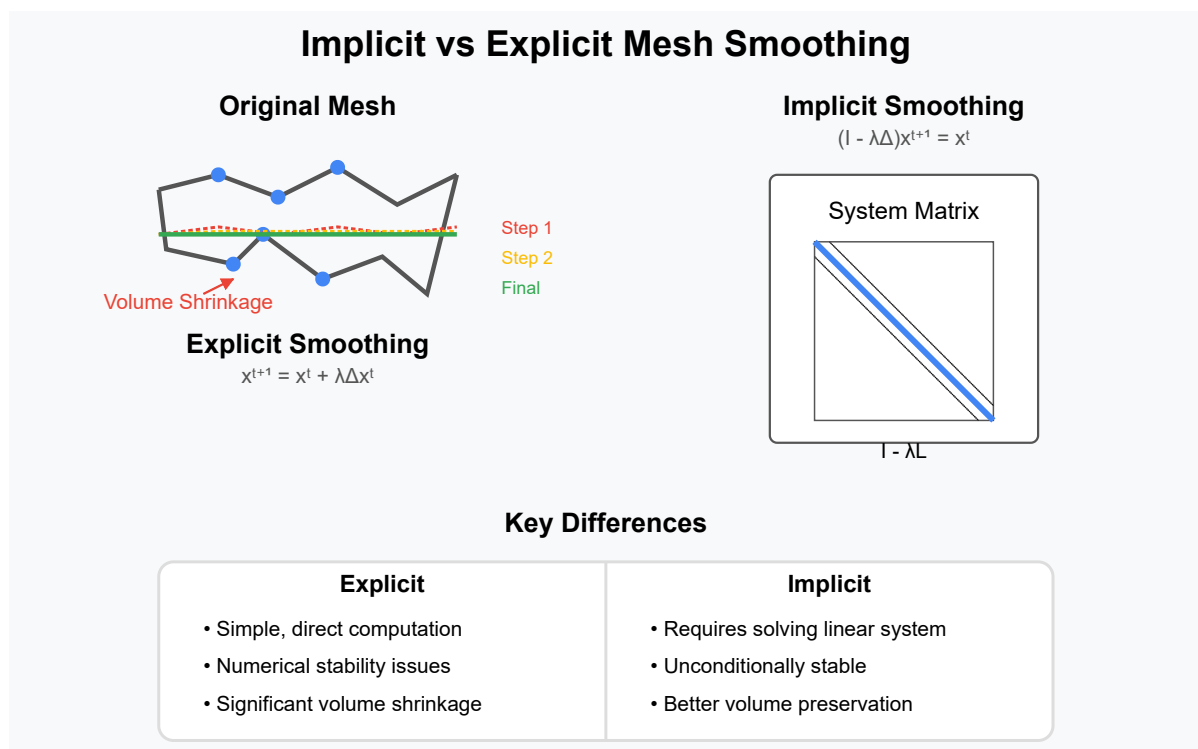 Implicit vs Explicit Mesh Smoothing
Original Mesh
Step 1
Step 2
Final
Volume Shrinkage
Explicit Smoothing
xᵗ⁺¹ = xᵗ + λΔxᵗ
Implicit Smoothing
(I - λΔ)xᵗ⁺¹ = xᵗ
System Matrix
I - λL
Key Differences
Explicit
• Simple, direct computation
• Numerical stability issues
• Significant volume shrinkage
Implicit
• Requires solving linear system
• Unconditionally stable
• Better volume preservation